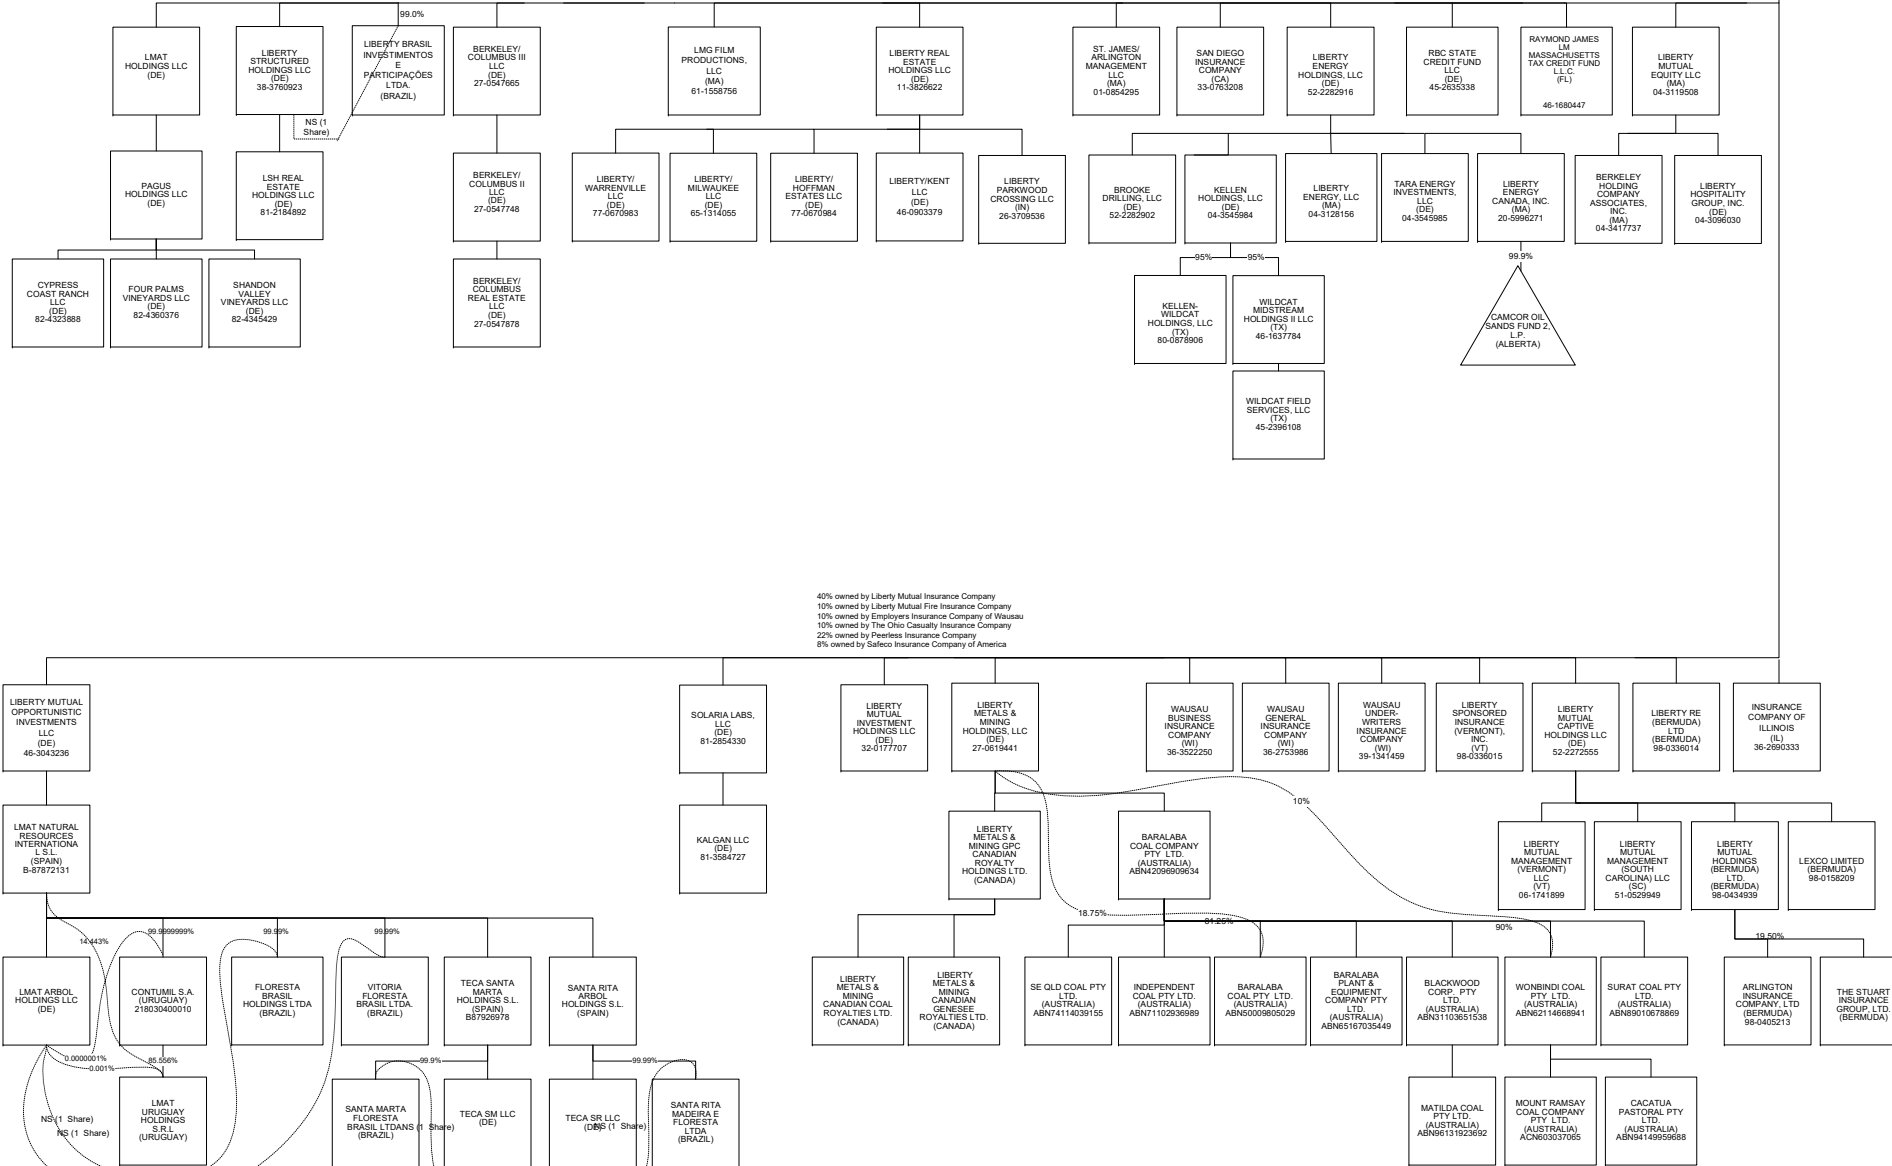 99.0%
LMAT
HOLDINGS LLC
(DE)
LIBERTY
STRUCTURED
HOLDINGS LLC
(DE)
38-3760923
LIBERTY BRASIL
INVESTIMENTOS
E
PARTICIPAÇÕES
LTDA.
(BRAZIL)
BERKELEY/
COLUMBUS III
LLC
(DE)
27-0547665
LMG FILM
PRODUCTIONS,
LLC
(MA)
61-1558756
LIBERTY REAL
ESTATE
HOLDINGS LLC
(DE)
11-3826622
ST. JAMES/
ARLINGTON
MANAGEMENT
LLC
(MA)
01-0854295
SAN DIEGO
INSURANCE
COMPANY
(CA)
33-0763208
LIBERTY
ENERGY
HOLDINGS, LLC
(DE)
52-2282916
RBC STATE
CREDIT FUND
LLC
(DE)
45-2635338
RAYMOND JAMES
LM
MASSACHUSETTS
TAX CREDIT FUND
L.L.C.
(FL)
46-1680447
LIBERTY
MUTUAL
EQUITY LLC
(MA)
04-3119508
NS (1
Share)
PAGUS
HOLDINGS LLC
(DE)
LSH REAL
ESTATE
HOLDINGS LLC
(DE)
81-2184892
BERKELEY/
COLUMBUS II
LLC
(DE)
27-0547748
LIBERTY/
WARRENVILLE
LLC
(DE)
77-0670983
LIBERTY/
MILWAUKEE
LLC
(DE)
65-1314055
LIBERTY/
HOFFMAN
ESTATES LLC
(DE)
77-0670984
LIBERTY/KENT
LLC
(DE)
46-0903379
LIBERTY
PARKWOOD
CROSSING LLC
(IN)
26-3709536
BROOKE
DRILLING, LLC
(DE)
52-2282902
KELLEN
HOLDINGS, LLC
(DE)
04-3545984
LIBERTY
ENERGY, LLC
(MA)
04-3128156
TARA ENERGY
INVESTMENTS,
LLC
(DE)
04-3545985
LIBERTY
ENERGY
CANADA, INC.
(MA)
20-5996271
BERKELEY
HOLDING
COMPANY
ASSOCIATES,
INC.
(MA)
04-3417737
LIBERTY
HOSPITALITY
GROUP, INC.
(DE)
04-3096030
95%
95%
99.9%
CYPRESS
COAST RANCH
LLC
(DE)
82-4323888
FOUR PALMS
VINEYARDS LLC
(DE)
82-4360376
SHANDON
VALLEY
VINEYARDS LLC
(DE)
82-4345429
BERKELEY/
COLUMBUS
REAL ESTATE
LLC
(DE)
27-0547878
KELLEN-
WILDCAT
HOLDINGS, LLC
(TX)
80-0878906
WILDCAT
MIDSTREAM
HOLDINGS II LLC
(TX)
46-1637784
CAMCOR OIL
SANDS FUND 2,
L.P.
(ALBERTA)
WILDCAT FIELD
SERVICES, LLC
(TX)
45-2396108
40% owned by Liberty Mutual Insurance Company
10% owned by Liberty Mutual Fire Insurance Company
10% owned by Employers Insurance Company of Wausau
10% owned by The Ohio Casualty Insurance Company
22% owned by Peerless Insurance Company
8% owned by Safeco Insurance Company of America
LIBERTY MUTUAL
OPPORTUNISTIC
INVESTMENTS
LLC
(DE)
46-3043236
SOLARIA LABS,
LLC
(DE)
81-2854330
LIBERTY
MUTUAL
INVESTMENT
HOLDINGS LLC
(DE)
32-0177707
LIBERTY
METALS &
MINING
HOLDINGS, LLC
(DE)
27-0619441
WAUSAU
BUSINESS
INSURANCE
COMPANY
(WI)
36-3522250
WAUSAU
GENERAL
INSURANCE
COMPANY
(WI)
36-2753986
WAUSAU
UNDER-
WRITERS
INSURANCE
COMPANY
(WI)
39-1341459
LIBERTY
SPONSORED
INSURANCE
(VERMONT),
INC.
(VT)
98-0336015
LIBERTY
MUTUAL
CAPTIVE
HOLDINGS LLC
(DE)
52-2272555
LIBERTY RE
(BERMUDA)
LTD
(BERMUDA)
98-0336014
INSURANCE
COMPANY OF
ILLINOIS
(IL)
36-2690333
10%
LMAT NATURAL
RESOURCES
INTERNATIONA
L S.L.
(SPAIN)
B-87872131
KALGAN LLC
(DE)
81-3584727
LIBERTY
METALS &
MINING GPC
CANADIAN
ROYALTY
HOLDINGS LTD.
(CANADA)
BARALABA
COAL COMPANY
PTY LTD.
(AUSTRALIA)
ABN42096909634
LIBERTY
MUTUAL
MANAGEMENT
(VERMONT)
LLC
(VT)
06-1741899
LIBERTY
MUTUAL
MANAGEMENT
(SOUTH
CAROLINA) LLC
(SC)
51-0529949
LIBERTY
MUTUAL
HOLDINGS
(BERMUDA)
LTD.
(BERMUDA)
98-0434939
LEXCO LIMITED
(BERMUDA)
98-0158209
14.443%
99.9999999%
99.99%
99.99%
18.75%
81.25%
90%
19.50%
LMAT ARBOL
HOLDINGS LLC
(DE)
CONTUMIL S.A.
(URUGUAY)
218030400010
FLORESTA
BRASIL
HOLDINGS LTDA
(BRAZIL)
VITORIA
FLORESTA
BRASIL LTDA.
(BRAZIL)
TECA SANTA
MARTA
HOLDINGS S.L.
(SPAIN)
B87926978
SANTA RITA
ARBOL
HOLDINGS S.L.
(SPAIN)
LIBERTY
METALS &
MINING
CANADIAN COAL
ROYALTIES LTD.
(CANADA)
LIBERTY
METALS &
MINING
CANADIAN
GENESEE
ROYALTIES LTD.
(CANADA)
SE QLD COAL PTY
LTD.
(AUSTRALIA)
ABN74114039155
INDEPENDENT
COAL PTY LTD.
(AUSTRALIA)
ABN71102936989
BARALABA
COAL PTY LTD.
(AUSTRALIA)
ABN50009805029
BARALABA
PLANT &
EQUIPMENT
COMPANY PTY
LTD.
(AUSTRALIA)
ABN65167035449
BLACKWOOD
CORP. PTY
LTD.
(AUSTRALIA)
ABN31103651538
WONBINDI COAL
PTY LTD.
(AUSTRALIA)
ABN62114668941
SURAT COAL PTY
LTD.
(AUSTRALIA)
ABN89010678869
ARLINGTON
INSURANCE
COMPANY, LTD
(BERMUDA)
98-0405213
THE STUART
INSURANCE
GROUP, LTD.
(BERMUDA)
0.0000001%
0.001%
85.556%
99.9%
99.99%
NS (1 Share)
NS (1 Share)
LMAT
URUGUAY
HOLDINGS
S.R.L
(URUGUAY)
SANTA MARTA
FLORESTA
BRASIL LTDA
(BRAZIL)
NS (1 Share)
TECA SM LLC
(DE)
TECA SR LLC
(DE)
NS (1 Share)
SANTA RITA
MADEIRA E
FLORESTA
LTDA
(BRAZIL)
MATILDA COAL
PTY LTD.
(AUSTRALIA)
ABN96131923692
MOUNT RAMSAY
COAL COMPANY
PTY LTD.
(AUSTRALIA)
ACN603037065
CACATUA
PASTORAL PTY
LTD.
(AUSTRALIA)
ABN94149959688